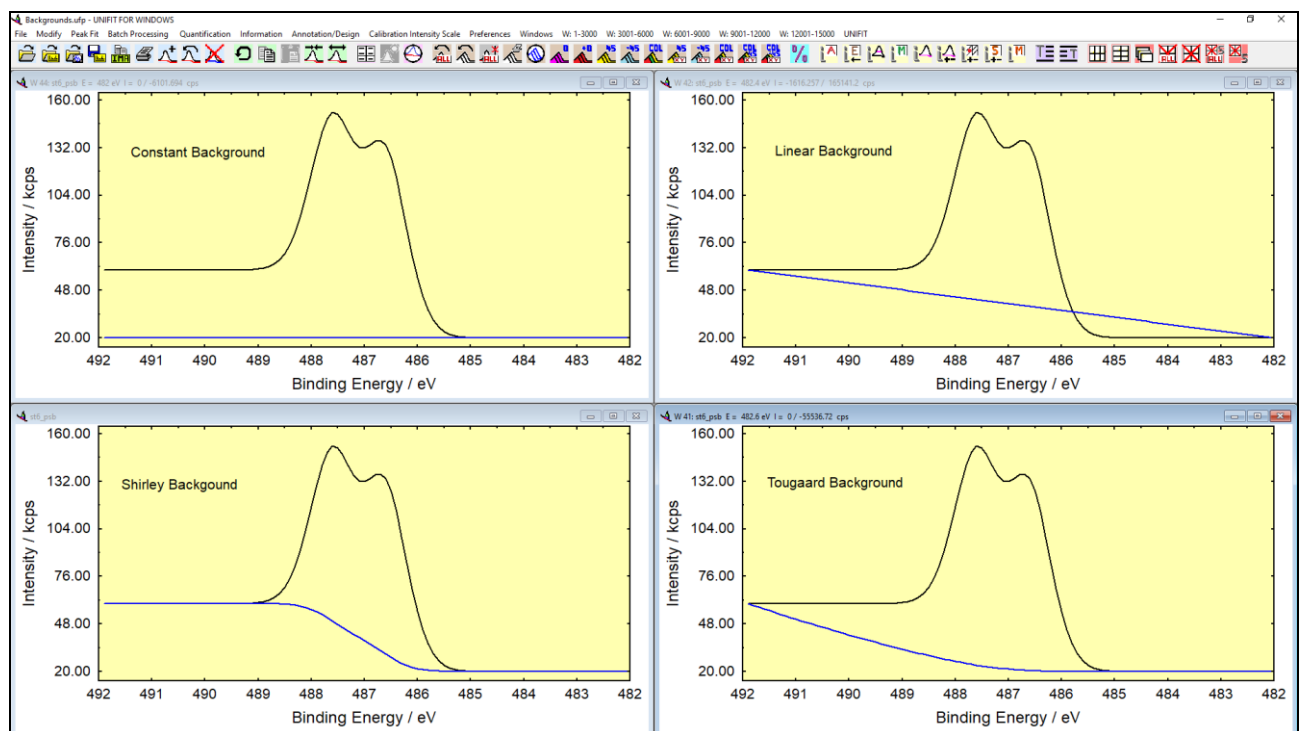 Backgrounds.ufp - UNIFIT FOR WINDOWS
File Modify Peak Fit Batch Processing Quantification Information Annotation/Design Calibration Intensity Scale Preferences Windows W: 1-3000 W: 3001-6000 W: 6001-9000 W: 9001-12000 W: 12001-15000 UNIFIT
W 44: st6_psb E = 482 eV I = 0 / -6101.694 cps
160.00
132.00
104.00
76.00
48.00
20.00
Intensity / kcps
Constant Background
492 491 490 489 488 487 486 485 484 483 482
Binding Energy / eV
W 42: st6_psb E = 482.4 eV I = -1616.257 / 165141.2 cps
160.00
132.00
104.00
76.00
48.00
20.00
Intensity / kcps
Linear Background
492 491 490 489 488 487 486 485 484 483 482
Binding Energy / eV
st6_psb
160.00
132.00
104.00
76.00
48.00
20.00
Intensity / kcps
Shirley Backgound
492 491 490 489 488 487 486 485 484 483 482
Binding Energy / eV
W 41: st6_psb E = 482.6 eV I = 0 / -55536.72 cps
160.00
132.00
104.00
76.00
48.00
20.00
Intensity / kcps
Tougaard Background
492 491 490 489 488 487 486 485 484 483 482
Binding Energy / eV